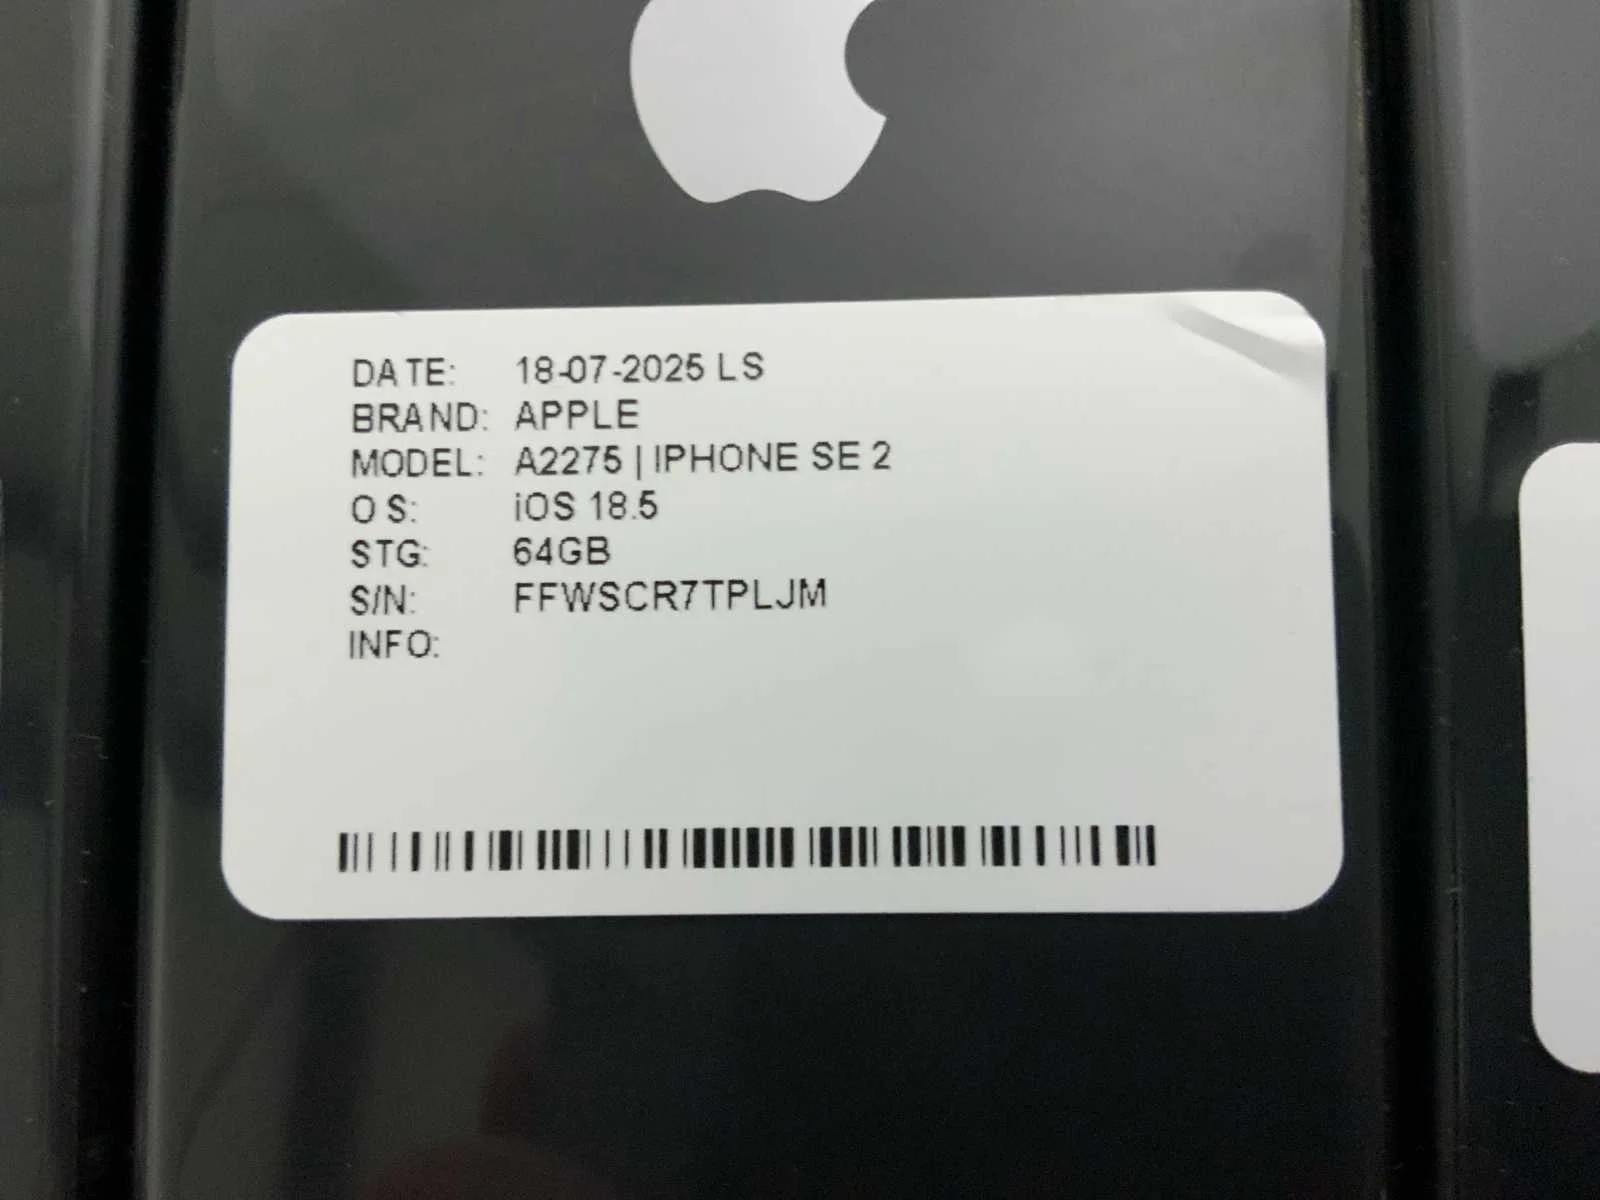 DATE: 18-07-2025 LS
BRAND: APPLE
MODEL: A2275 | IPHONE SE 2
OS: iOS 18.5
STG: 64GB
S/N: FFWSCR7TPLJM
INFO: